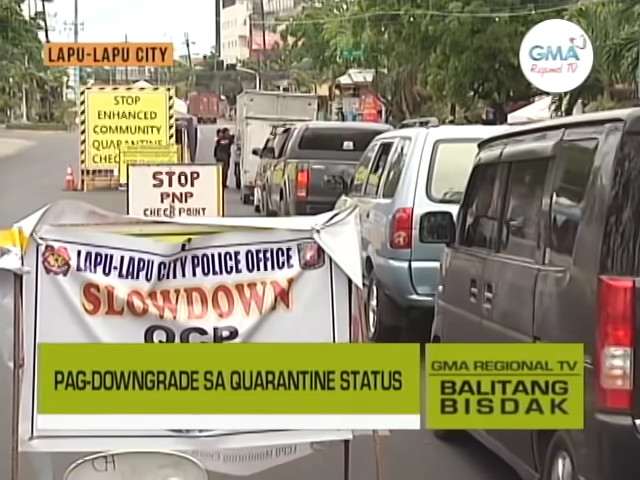 LAPU-LAPU CITY
GMA
Regional TV
STOP
ENHANCED
COMMUNITY
QUARANTINE
STOP
PNP
CHECK POINT
LAPU-LAPU CITY POLICE OFFICE
SLOWDOWN
QCP
PAG-DOWNGRADE SA QUARANTINE STATUS
GMA REGIONAL TV
BALITANG
BISDAK